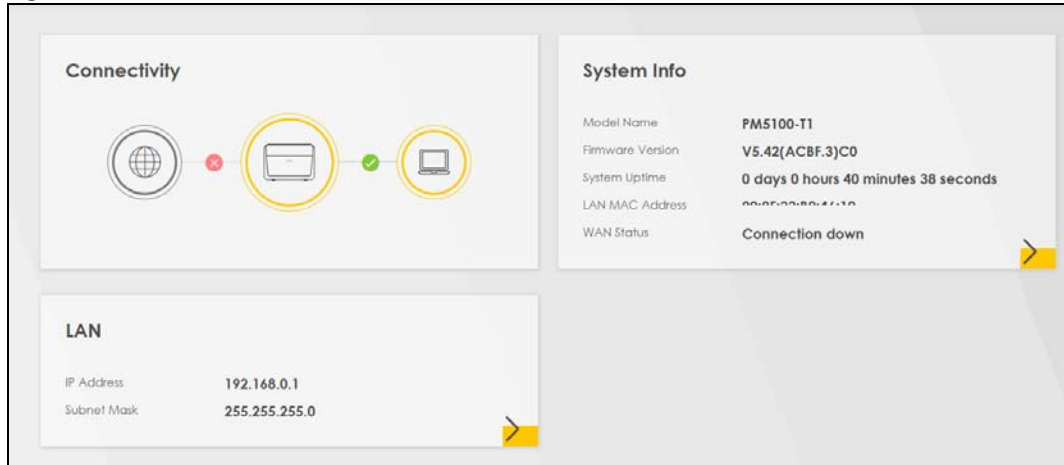 Connectivity
System Info
Model Name PM5100-T1
Firmware Version V5.42(ACBF.3)C0
System Uptime 0 days 0 hours 40 minutes 38 seconds
LAN MAC Address
WAN Status Connection down
LAN
IP Address 192.168.0.1
Subnet Mask 255.255.255.0